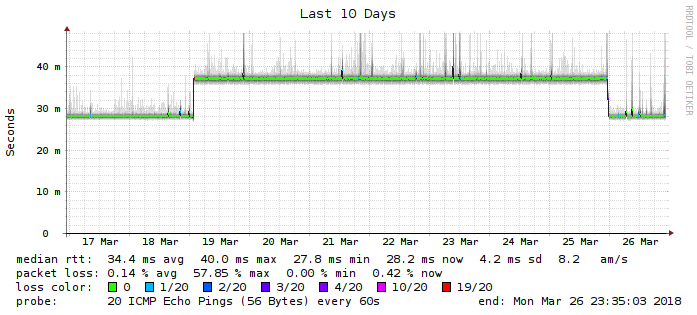 Last 10 Days
RRDTOOL / TOBI OETIKER
Seconds
40 m
30 m
20 m
10 m
0
17 Mar 18 Mar 19 Mar 20 Mar 21 Mar 22 Mar 23 Mar 24 Mar 25 Mar 26 Mar
median rtt: 34.4 ms avg 40.0 ms max 27.8 ms min 28.2 ms now 4.2 ms sd 8.2 am/s
packet loss: 0.14 % avg 57.85 % max 0.00 % min 0.42 % now
loss color: 0 1/20 2/20 3/20 4/20 10/20 19/20
probe: 20 ICMP Echo Pings (56 Bytes) every 60s end: Mon Mar 26 23:35:03 2018